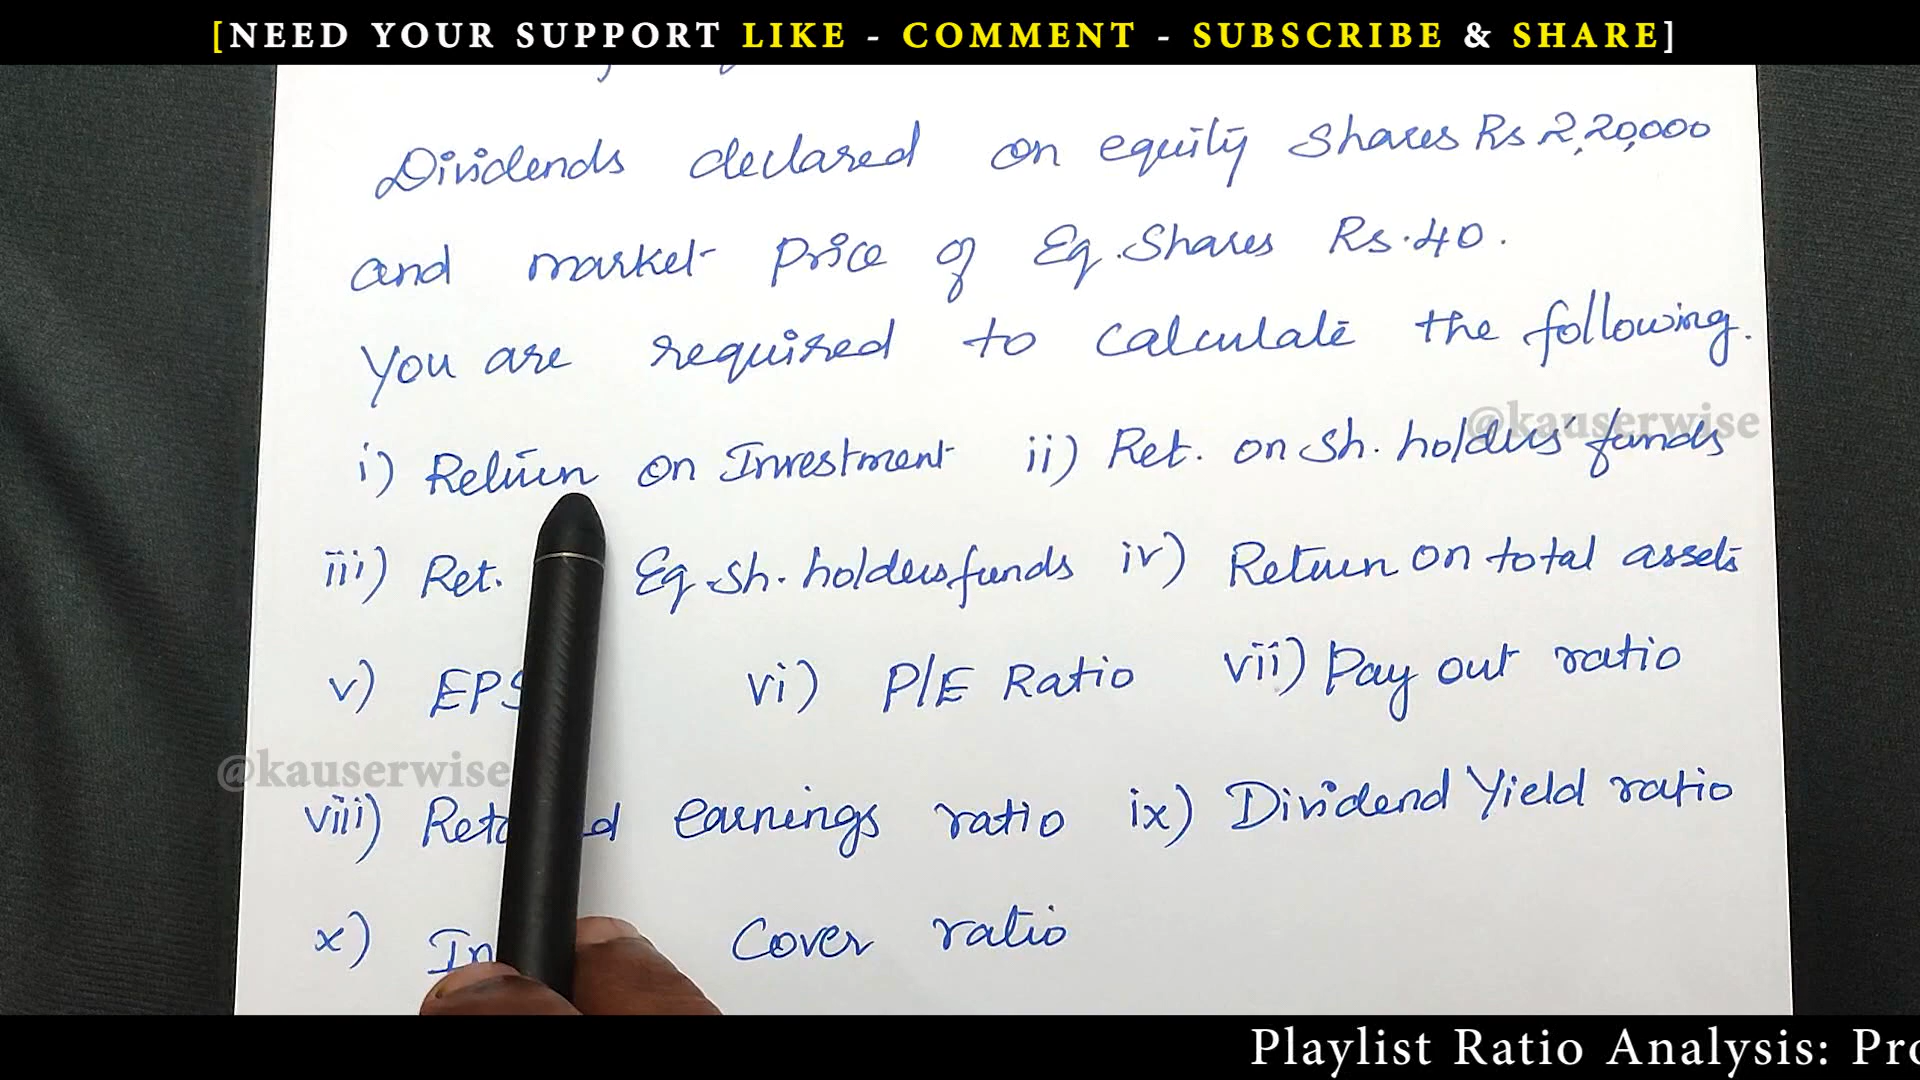 [NEED YOUR SUPPORT LIKE - COMMENT - SUBSCRIBE & SHARE]
Dividends declared on equity Shares Rs 2,20,000
and market Price of Eq. Shares Rs. 40.
You are required to calculate the following.
@kauserwise
i) Return on Investment ii) Ret. on Sh. holders' funds
iii) Ret. Eq. Sh. holders funds iv) Return on total assets
v) EPS vi) P/E Ratio vii) Pay out ratio
@kauserwise
viii) earnings ratio ix) Dividend Yield ratio
x) Cover ratio
Playlist Ratio Analysis: